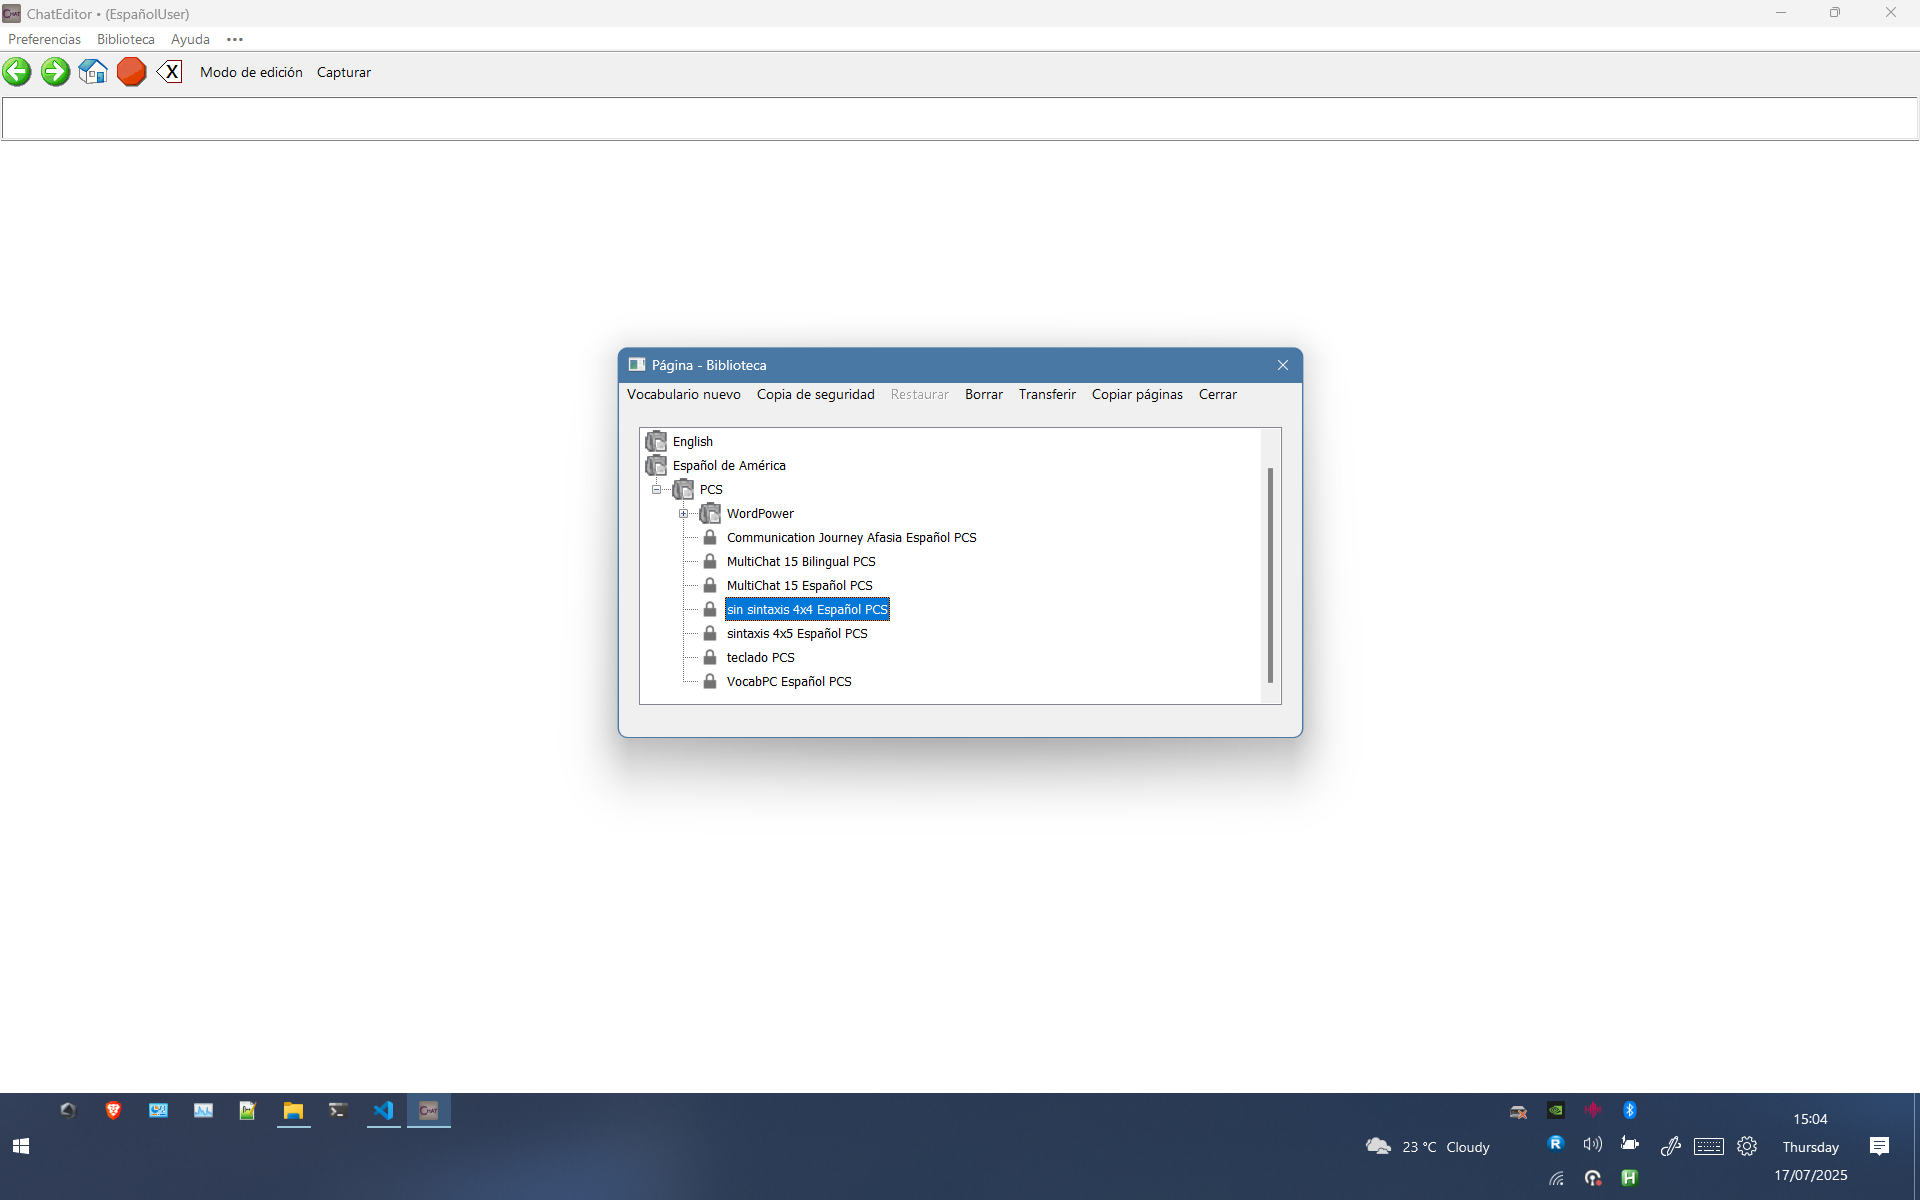 ChatEditor • (EspañolUser)
Preferencias Biblioteca Ayuda •••
X Modo de edición Capturar
Página - Biblioteca
Vocabulario nuevo Copia de seguridad Restaurar Borrar Transferir Copiar páginas Cerrar
English
Español de América
PCS
WordPower
Communication Journey Afasia Español PCS
MultiChat 15 Bilingual PCS
MultiChat 15 Español PCS
sin sintaxis 4x4 Español PCS
sintaxis 4x5 Español PCS
teclado PCS
VocabPC Español PCS
CHAT
15:04
23 °C Cloudy
R
Thursday
H
17/07/2025